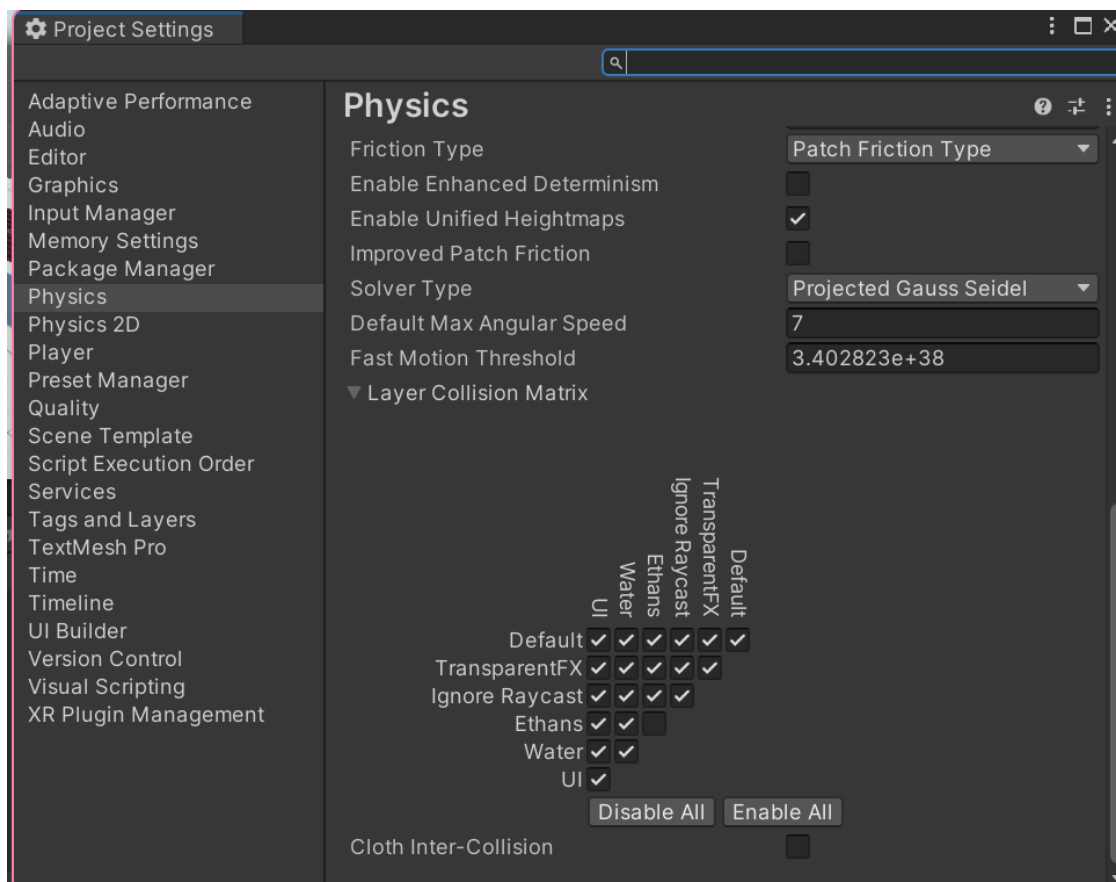 Project Settings
Adaptive Performance
Audio
Editor
Graphics
Input Manager
Memory Settings
Package Manager
Physics
Physics 2D
Player
Preset Manager
Quality
Scene Template
Script Execution Order
Services
Tags and Layers
TextMesh Pro
Time
Timeline
UI Builder
Version Control
Visual Scripting
XR Plugin Management
Physics
Friction Type Patch Friction Type
Enable Enhanced Determinism
Enable Unified Heightmaps
Improved Patch Friction
Solver Type Projected Gauss Seidel
Default Max Angular Speed 7
Fast Motion Threshold 3.402823e+38
Layer Collision Matrix
UI
Water
Ethans
Ignore Raycast
TransparentFX
Default
Default
TransparentFX
Ignore Raycast
Ethans
Water
UI
Disable All Enable All
Cloth Inter-Collision